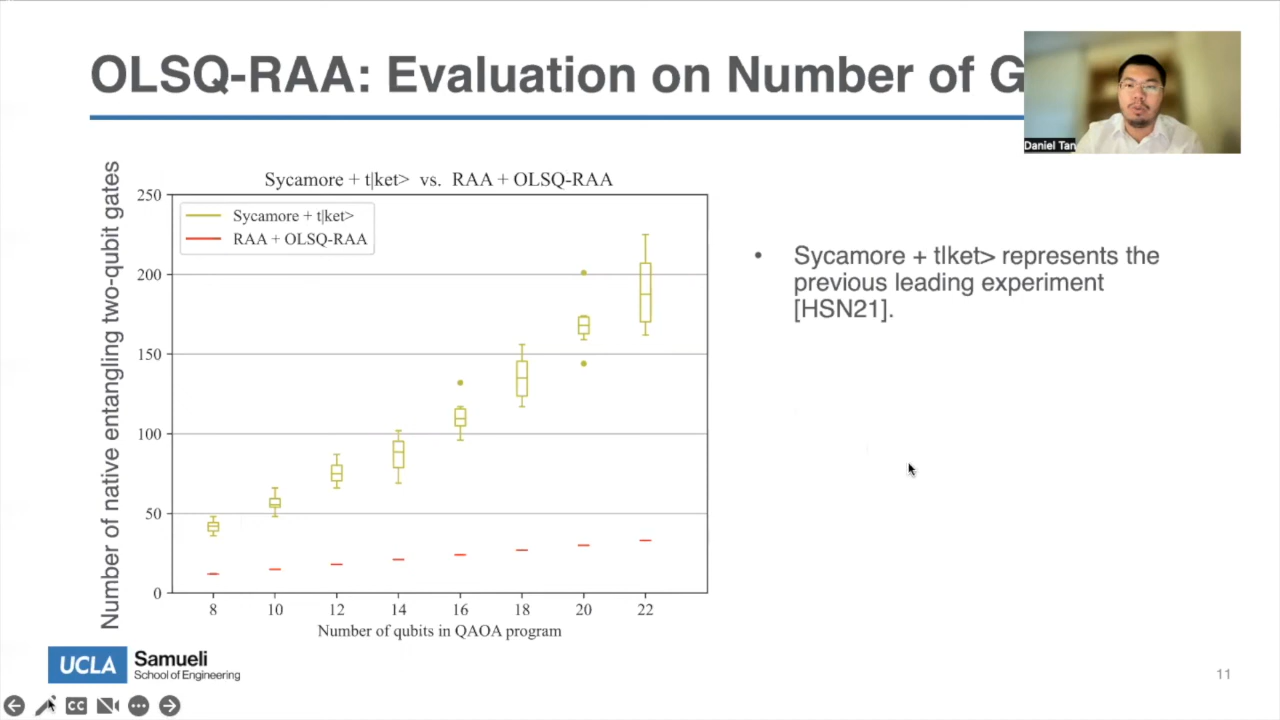 OLSQ-RAA: Evaluation on Number of G
Daniel Tan
Sycamore + t|ket> vs. RAA + OLSQ-RAA
Number of native entangling two-qubit gates
250
200
150
100
50
0
Sycamore + t|ket>
RAA + OLSQ-RAA
8 10 12 14 16 18 20 22
Number of qubits in QAOA program
• Sycamore + t|ket> represents the
previous leading experiment
[HSN21].
UCLA Samueli
School of Engineering
11
CC